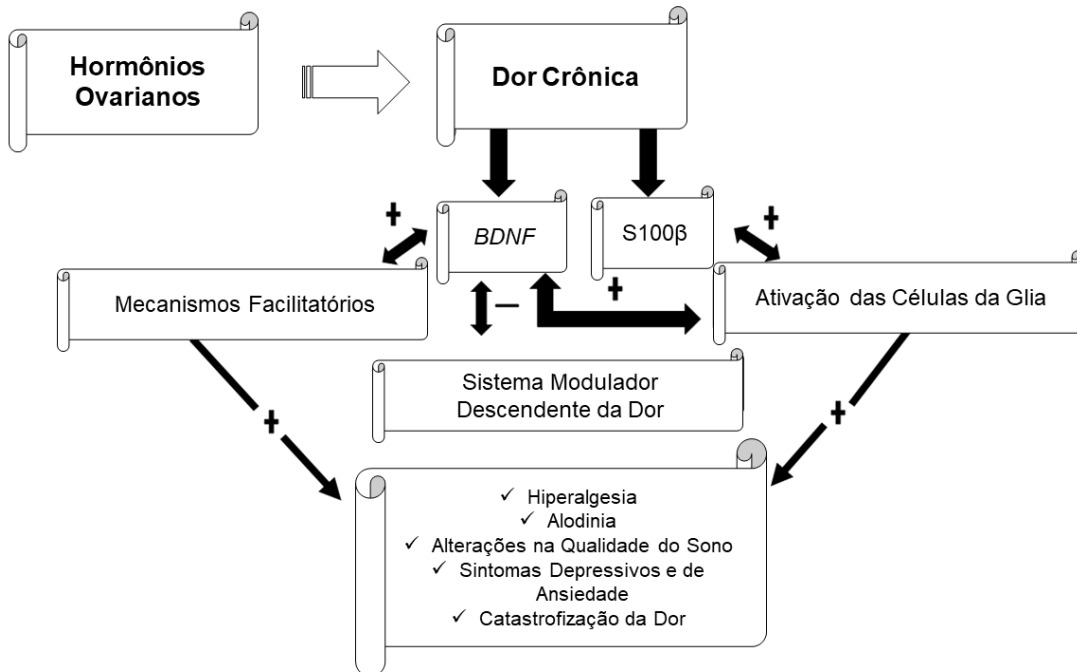 Hormônios
Ovarianos
Dor Crônica
BDNF
S100β
+
+
Mecanismos Facilitatórios
–
+
Ativação das Células da Glia
Sistema Modulador
Descendente da Dor
+
+
✓ Hiperalgesia
✓ Alodinia
✓ Alterações na Qualidade do Sono
✓ Sintomas Depressivos e de
Ansiedade
✓ Catastrofização da Dor